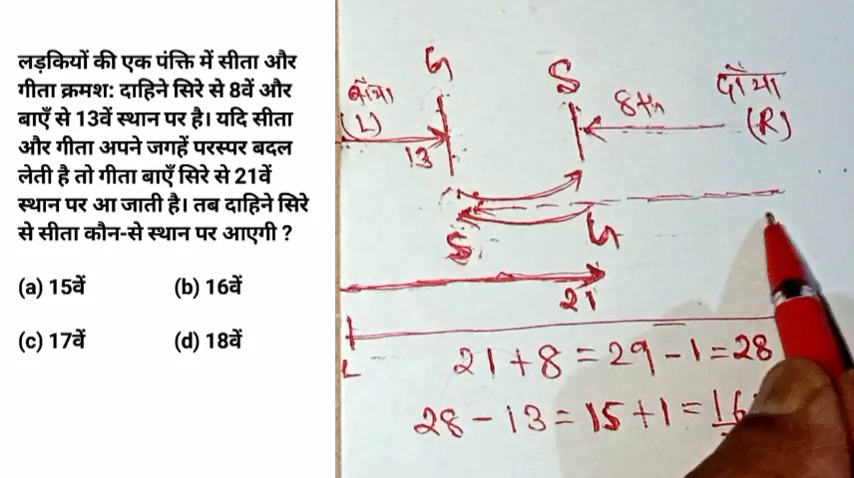 लड़कियों की एक पंक्ति में सीता और
गीता क्रमश: दाहिने सिरे से 8वें और
बाएँ से 13वें स्थान पर है। यदि सीता
और गीता अपने जगहें परस्पर बदल
लेती है तो गीता बाएँ सिरे से 21वें
स्थान पर आ जाती है। तब दाहिने सिरे
से सीता कौन-से स्थान पर आएगी ?
(a) 15वें (b) 16वें
(c) 17वें (d) 18वें
G S
बाँया 8th दाँया
(L) (R)
13
S G
21
L
21 + 8 = 29 - 1 = 28
28 - 13 = 15 + 1 = 16